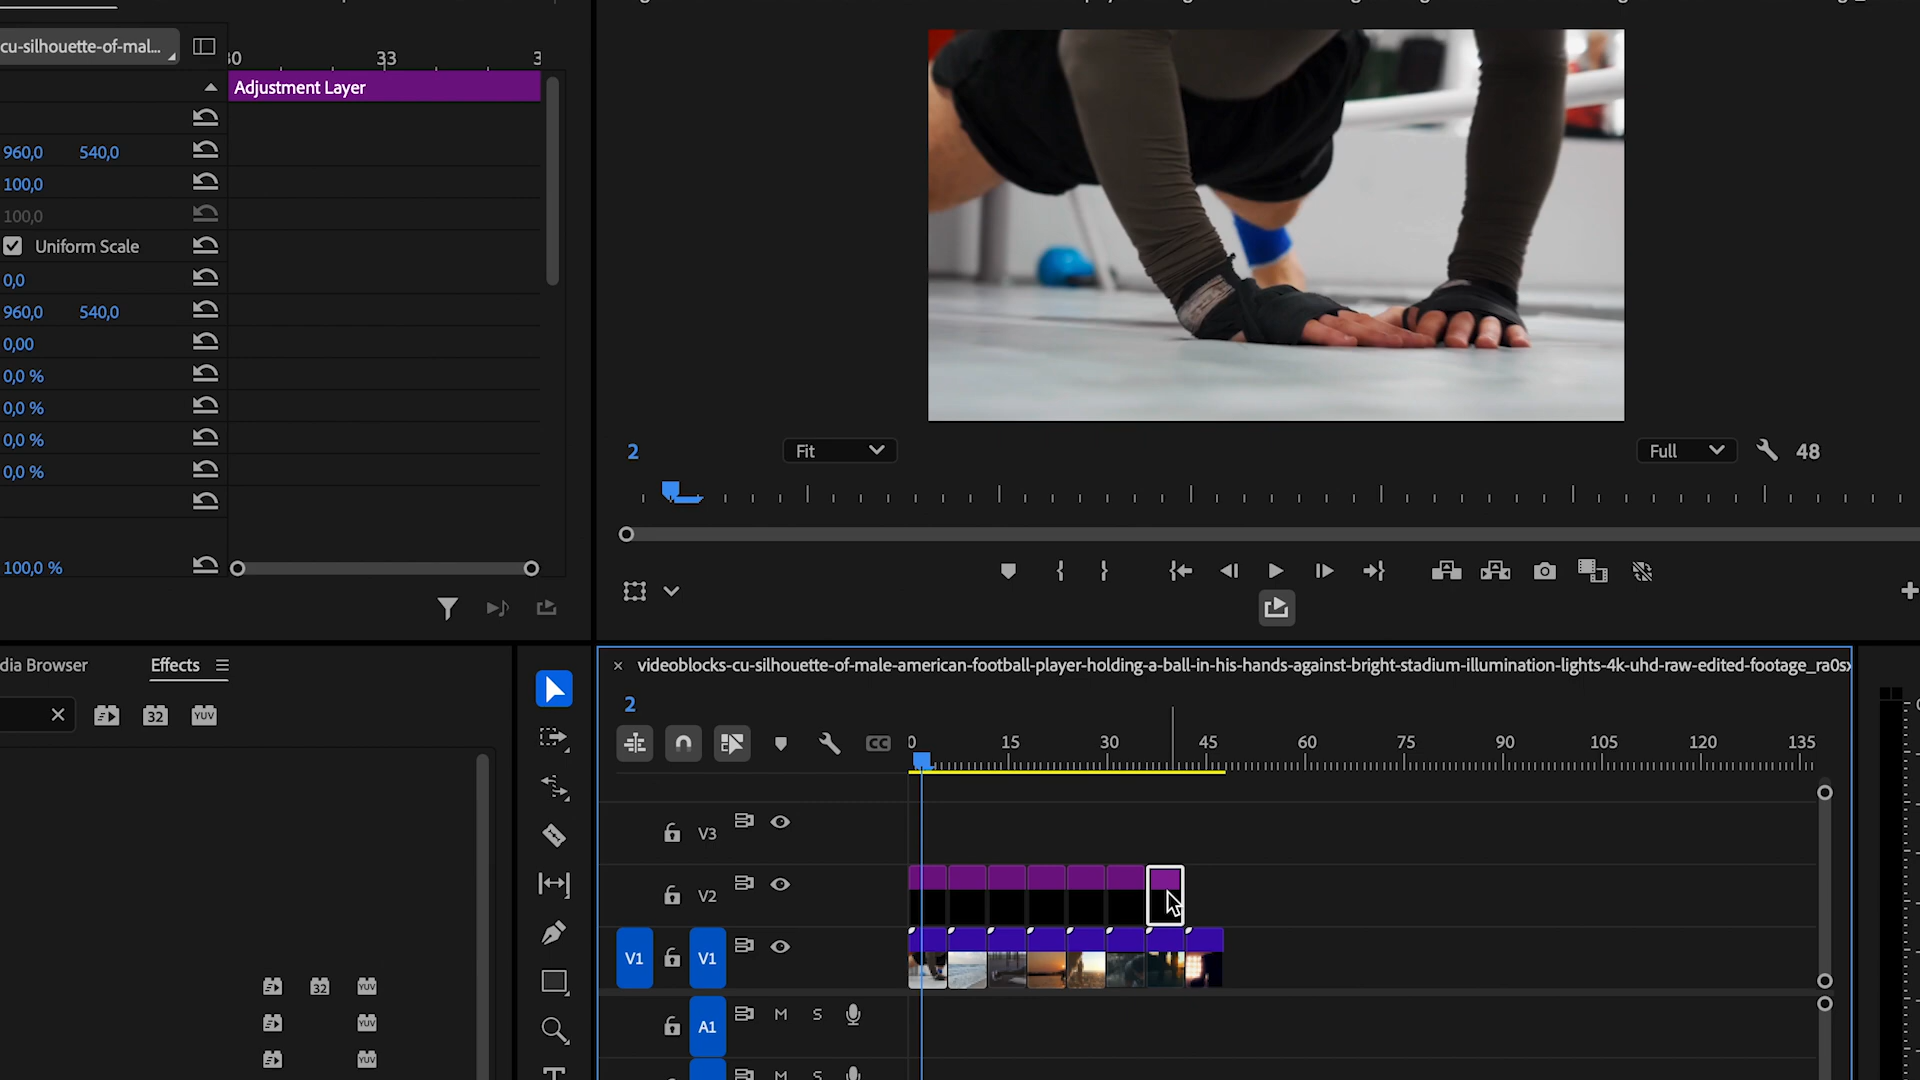 cu-silhouette-of-mal...
30 33 3
Adjustment Layer
960,0 540,0
100,0
100,0
Uniform Scale
0,0
960,0 540,0
0,00
0,0 %
0,0 %
0,0 %
0,0 %
100,0 %
2
Fit
Full
48
dia Browser
Effects
32
YUV
videoblocks-cu-silhouette-of-male-american-football-player-holding-a-ball-in-his-hands-against-bright-stadium-illumination-lights-4k-uhd-raw-edited-footage_ra0sx
2
CC
0 15 30 45 60 75 90 105 120 135
V3
V2
V1 V1
32 YUV
A1 M S
YUV
YUV
M S